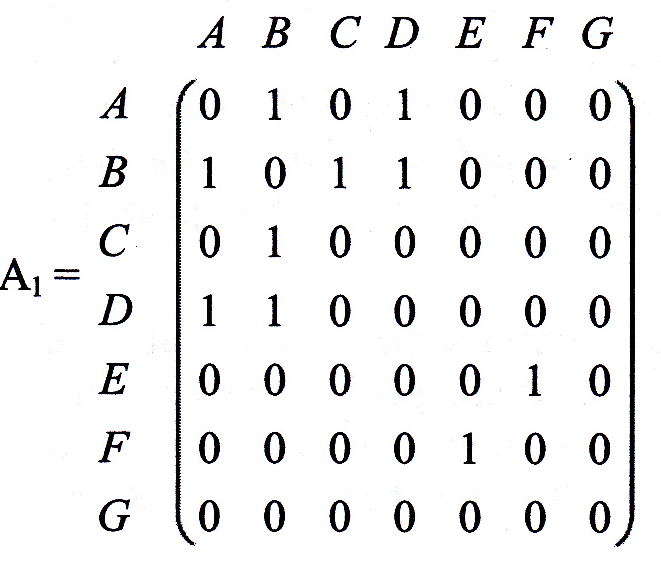 A B C D E F G
A 0 1 0 1 0 0 0
B 1 0 1 1 0 0 0
C 0 1 0 0 0 0 0
A₁ =
D 1 1 0 0 0 0 0
E 0 0 0 0 0 1 0
F 0 0 0 0 1 0 0
G 0 0 0 0 0 0 0